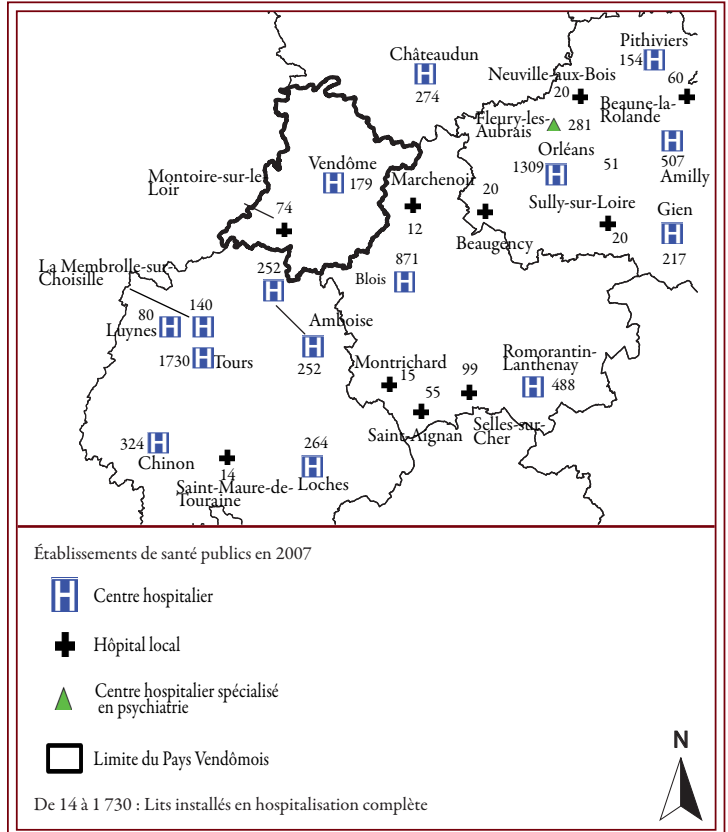 Pithiviers
154
Châteaudun
274
Neuville-aux-Bois
20
60
Beaune-la-
Rolande
Fleury-les-
Aubrais
281
Orléans
1309
51
507
Amilly
Vendôme
179
Montoire-sur-le-
Loir
74
Marchenoir
12
20
Beaugency
Sully-sur-Loire
20
Gien
217
La Membrolle-sur-
Choisille
140
252
871
Blois
80
Luynes
Amboise
252
1730
Tours
Montrichard
15
55
Saint-Aignan
99
Selles-sur-
Cher
Romorantin-
Lanthenay
488
324
Chinon
14
Saint-Maure-de-
Touraine
264
Loches
Établissements de santé publics en 2007
H Centre hospitalier
Hôpital local
Centre hospitalier spécialisé
en psychiatrie
Limite du Pays Vendômois
De 14 à 1 730 : Lits installés en hospitalisation complète
N